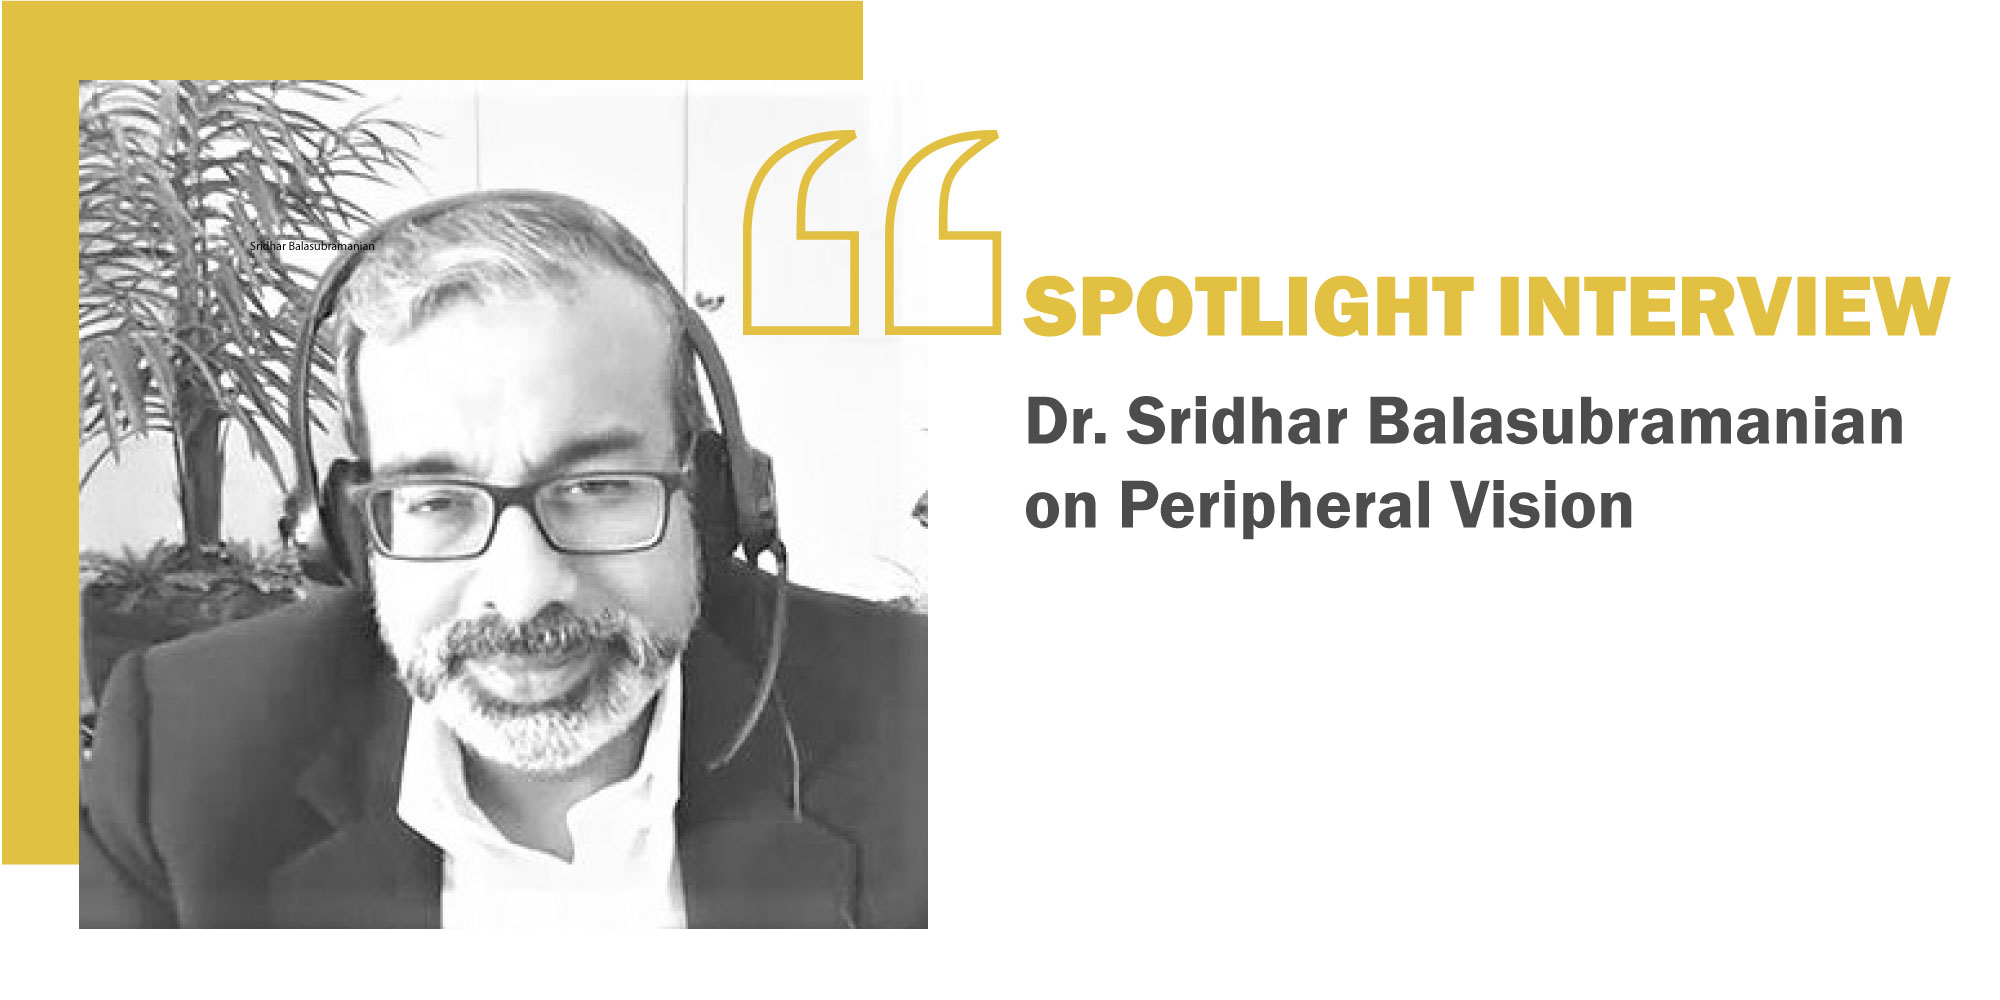 Sridhar Balasubramanian
SPOTLIGHT INTERVIEW
Dr. Sridhar Balasubramanian
on Peripheral Vision